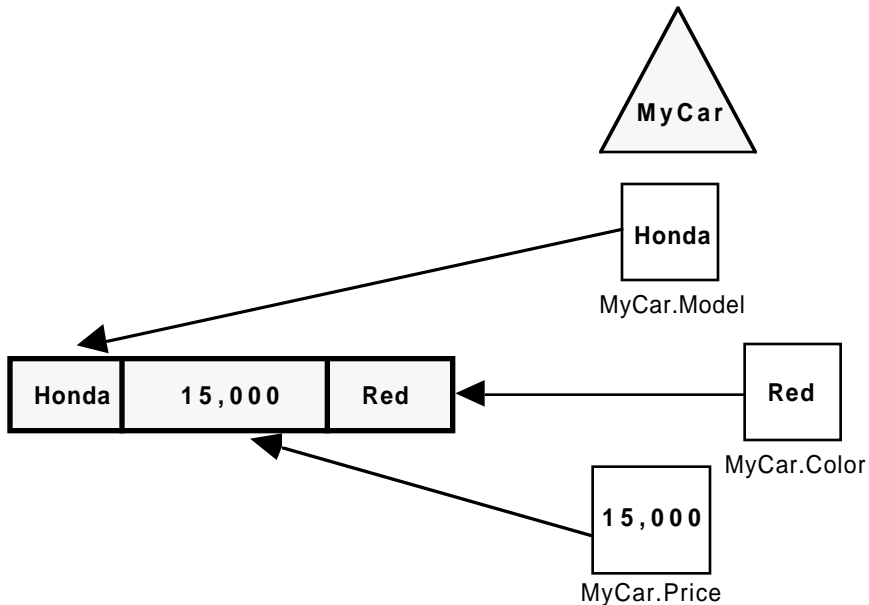 MyCar
Honda
MyCar.Model
Honda 15,000 Red
Red
MyCar.Color
15,000
MyCar.Price